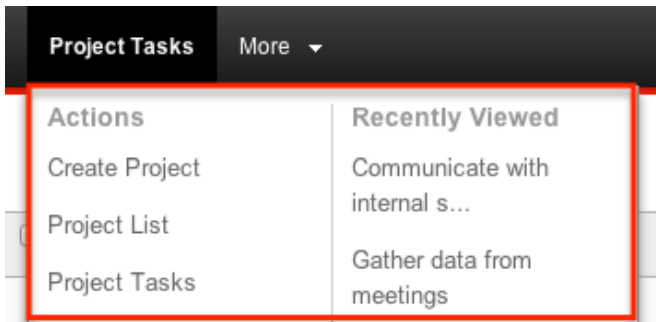 Project Tasks More
Actions
Create Project
Project List
Project Tasks
Recently Viewed
Communicate with
internal s...
Gather data from
meetings